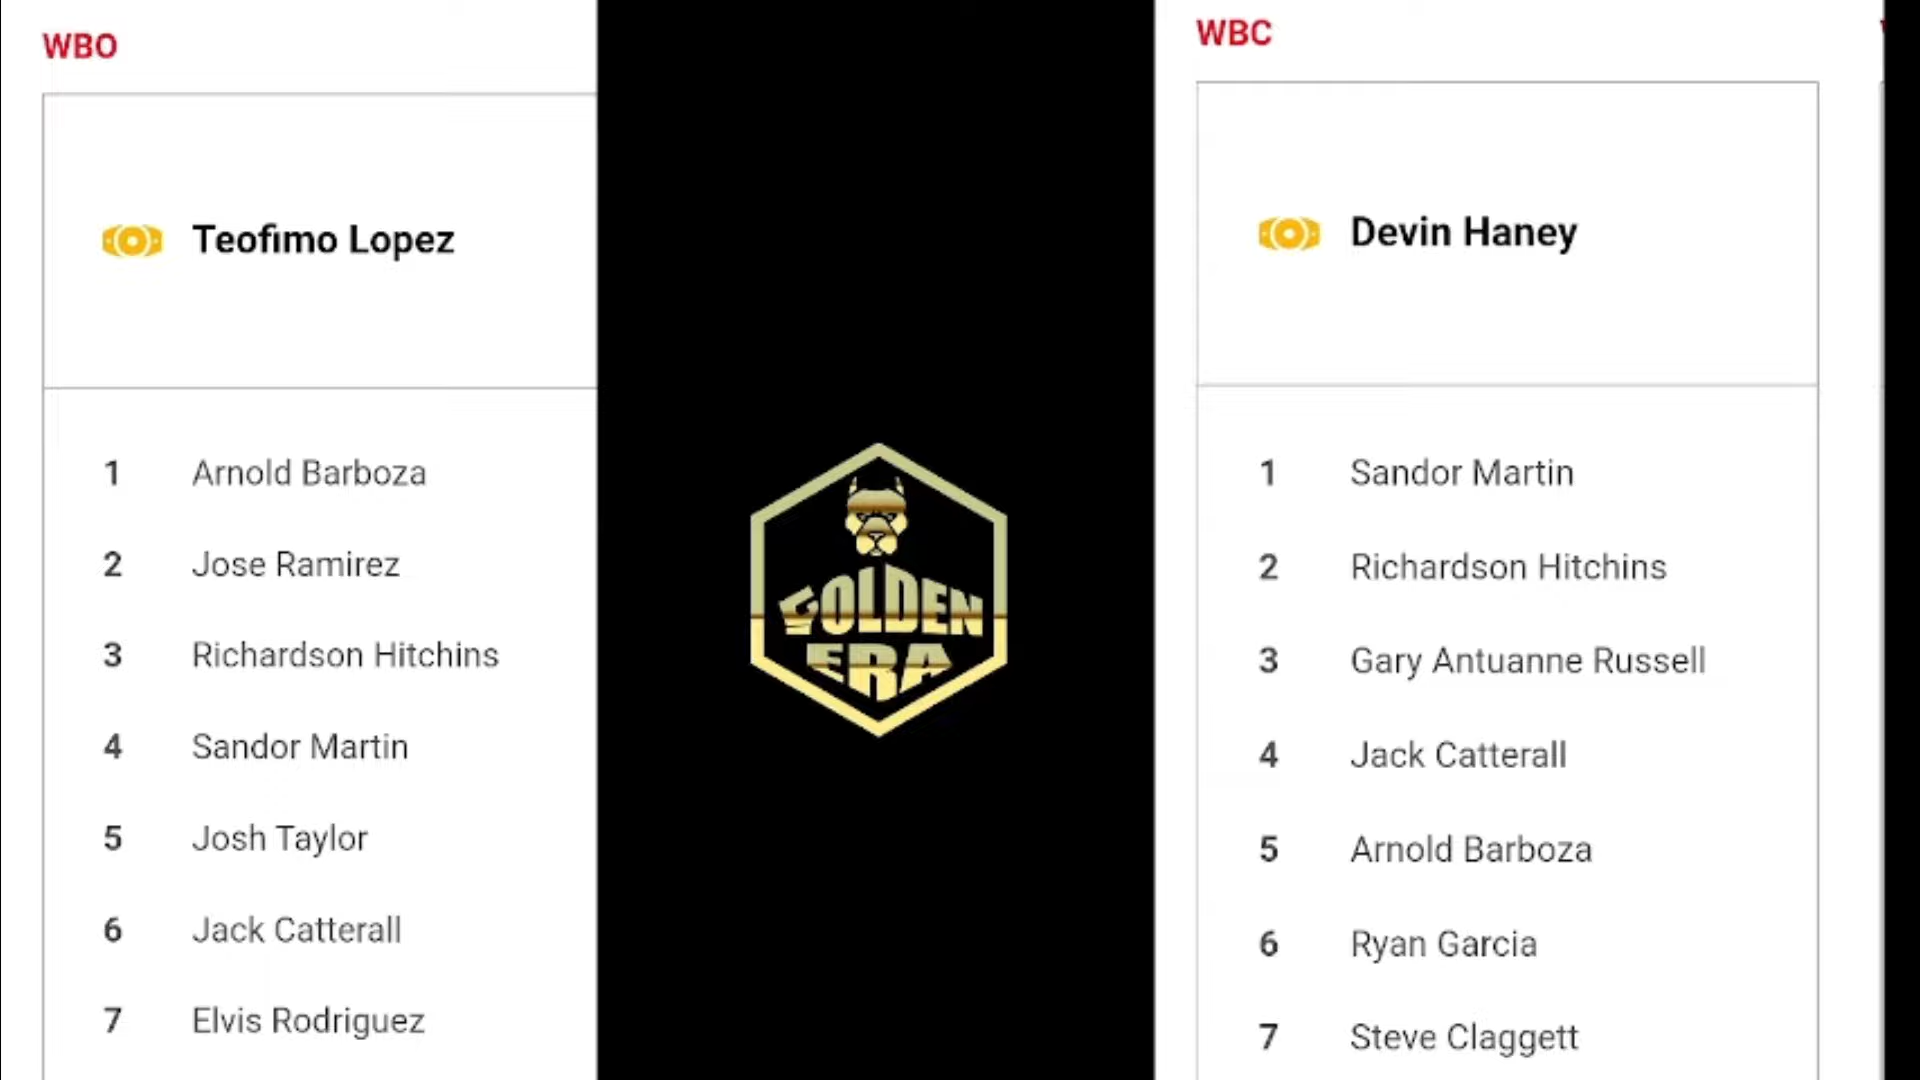 WBO
Teofimo Lopez
1 Arnold Barboza
2 Jose Ramirez
3 Richardson Hitchins
4 Sandor Martin
5 Josh Taylor
6 Jack Catterall
7 Elvis Rodriguez
GOLDEN
ERA
WBC
Devin Haney
1 Sandor Martin
2 Richardson Hitchins
3 Gary Antuanne Russell
4 Jack Catterall
5 Arnold Barboza
6 Ryan Garcia
7 Steve Claggett